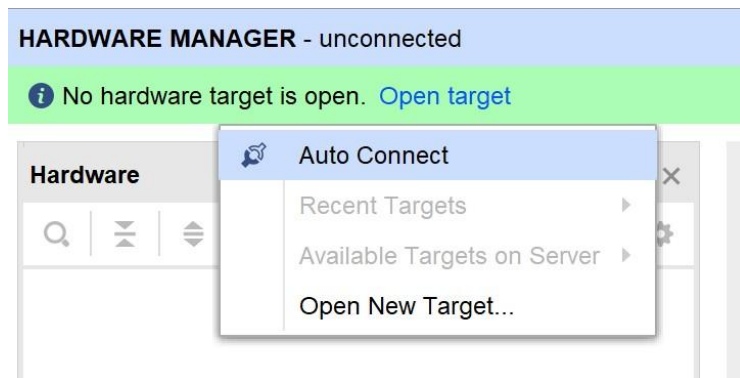 HARDWARE MANAGER - unconnected
No hardware target is open. Open target
Auto Connect
Hardware
Recent Targets
Available Targets on Server
Open New Target...